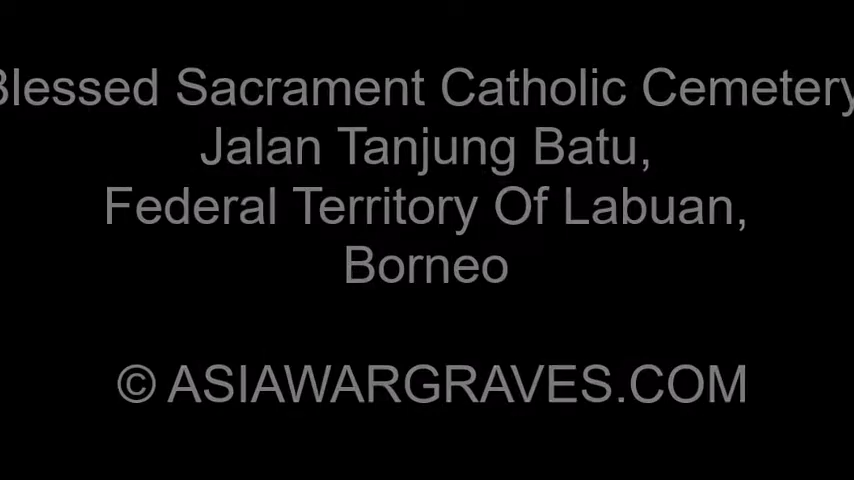 Blessed Sacrament Catholic Cemetery
Jalan Tanjung Batu,
Federal Territory Of Labuan,
Borneo
© ASIAWARGRAVES.COM